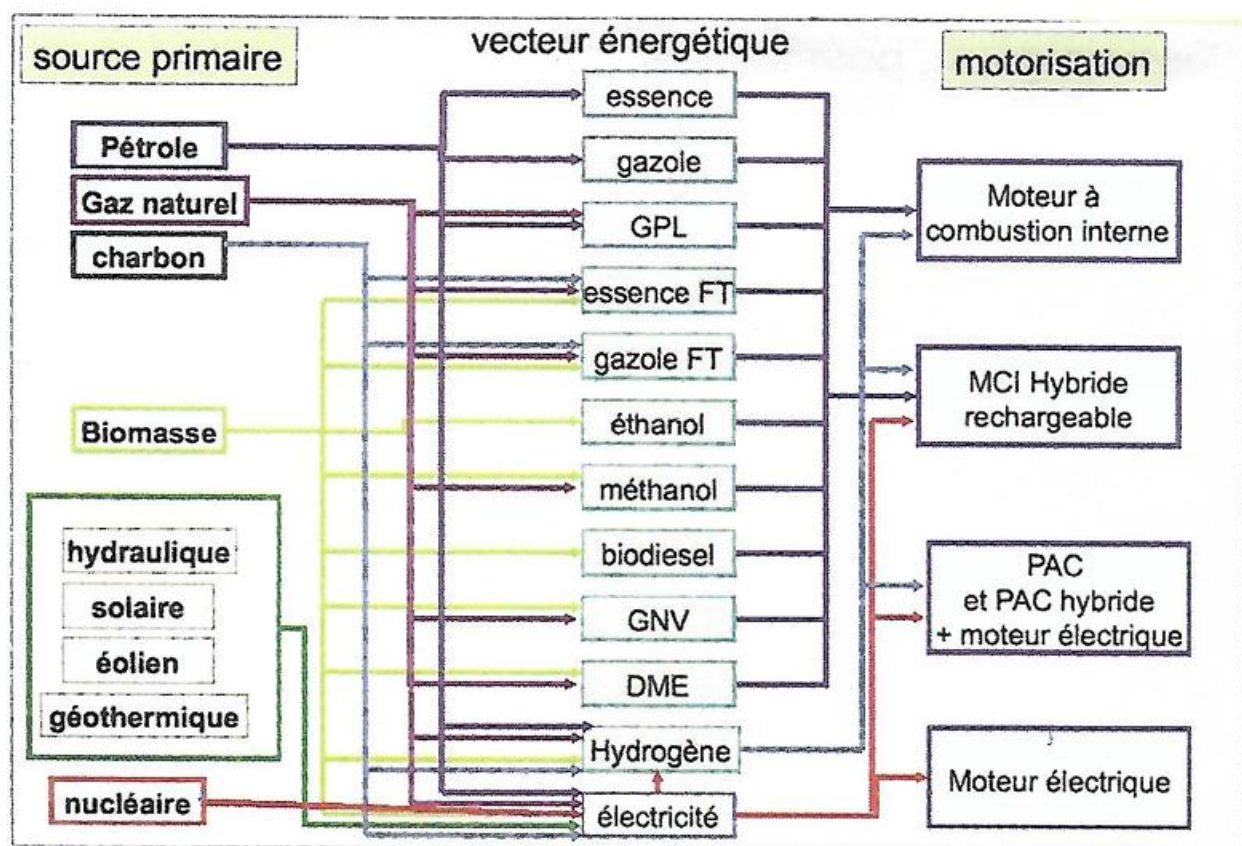 source primaire
vecteur énergétique
motorisation
Pétrole
Gaz naturel
charbon
Biomasse
hydraulique
solaire
éolien
géothermique
nucléaire
essence
gazole
GPL
essence FT
gazole FT
éthanol
méthanol
biodiesel
GNV
DME
Hydrogène
électricité
Moteur à
combustion interne
MCI Hybride
rechargeable
PAC
et PAC hybride
+ moteur électrique
Moteur électrique